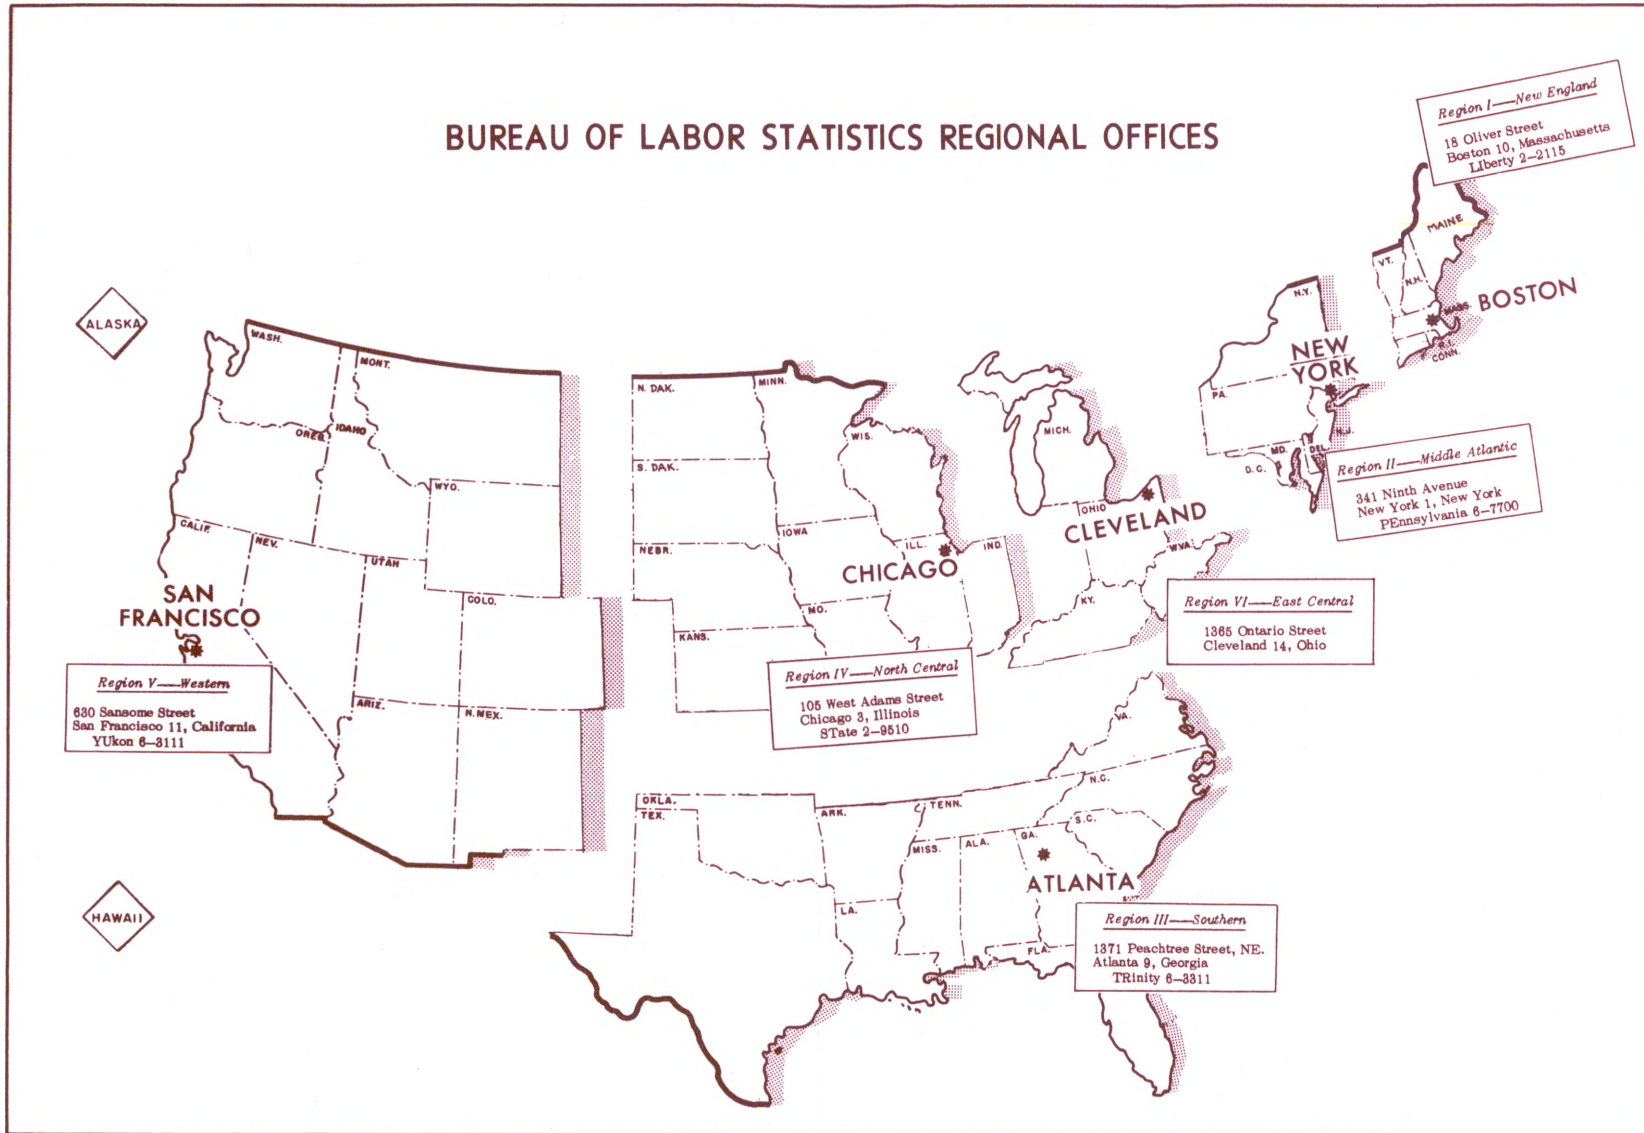 BUREAU OF LABOR STATISTICS REGIONAL OFFICES
Region I—New England
18 Oliver Street
Boston 10, Massachusetts
LIberty 2-2115
MAINE
VT.
N.H.
MASS.
BOSTON
R.I.
CONN.
N.Y.
NEW
YORK
PA.
N.J.
MD.
DEL.
D.C.
Region II—Middle Atlantic
341 Ninth Avenue
New York 1, New York
PEnnsylvania 6-7700
ALASKA
WASH.
MONT.
OREG.
IDAHO
WYO.
CALIF.
NEV.
UTAH
COLO.
SAN
FRANCISCO
Region V—Western
630 Sansome Street
San Francisco 11, California
YUkon 6-3111
ARIZ.
N.MEX.
HAWAII
N. DAK.
MINN.
S. DAK.
WIS.
IOWA
NEBR.
ILL.
IND.
CHICAGO
MO.
KANS.
Region IV—North Central
105 West Adams Street
Chicago 3, Illinois
STate 2-9510
MICH.
OHIO
CLEVELAND
W.VA.
KY.
Region VI—East Central
1365 Ontario Street
Cleveland 14, Ohio
VA.
N.C.
OKLA.
TEX.
ARK.
TENN.
S.C.
MISS.
ALA.
GA.
ATLANTA
LA.
FLA.
Region III—Southern
1371 Peachtree Street, NE.
Atlanta 9, Georgia
TRinity 6-3311